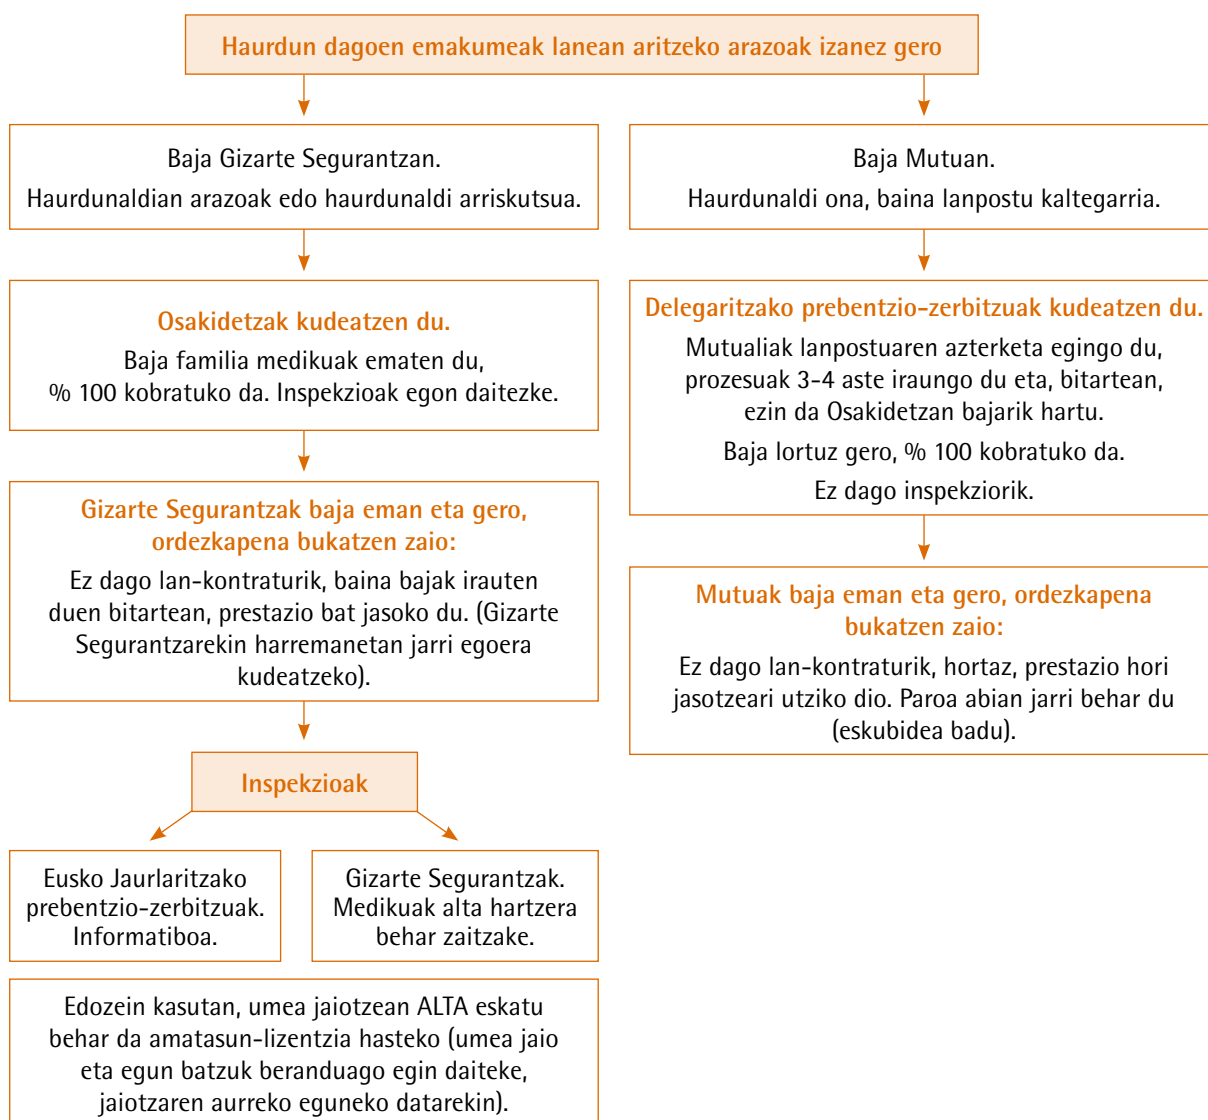 Haurdun dagoen emakumeak lanean aritzeko arazoak izanez gero
Baja Gizarte Segurantzan.
Haurdunaldian arazoak edo haurdunaldi arriskutsua.
Osakidetzak kudeatzen du.
Baja familia medikuak ematen du,
% 100 kobratuko da. Inspekzioak egon daitezke.
Gizarte Segurantzak baja eman eta gero,
ordezkapena bukatzen zaio:
Ez dago lan-kontraturik, baina bajak irauten
duen bitartean, prestazio bat jasoko du. (Gizarte
Segurantzarekin harremanetan jarri egoera
kudeatzeko).
Inspekzioak
Eusko Jaurlaritzako
prebentzio-zerbitzuak.
Informatiboa.
Gizarte Segurantzak.
Medikuak alta hartzera
behar zaitzake.
Edozein kasutan, umea jaiotzean ALTA eskatu
behar da amatasun-lizentzia hasteko (umea jaio
eta egun batzuk beranduago egin daiteke,
jaiotzaren aurreko eguneko datarekin).
Baja Mutuan.
Haurdunaldi ona, baina lanpostu kaltegarria.
Delegaritzako prebentzio-zerbitzuak kudeatzen du.
Mutualiak lanpostuaren azterketa egingo du,
prozesuak 3-4 aste iraungo du eta, bitartean,
ezin da Osakidetzan bajarik hartu.
Baja lortuz gero, % 100 kobratuko da.
Ez dago inspekziorik.
Mutuak baja eman eta gero, ordezkapena
bukatzen zaio:
Ez dago lan-kontraturik, hortaz, prestazio hori
jasotzeari utziko dio. Paroa abian jarri behar du
(eskubidea badu).